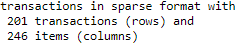 transactions in sparse format with
201 transactions (rows) and
246 items (columns)